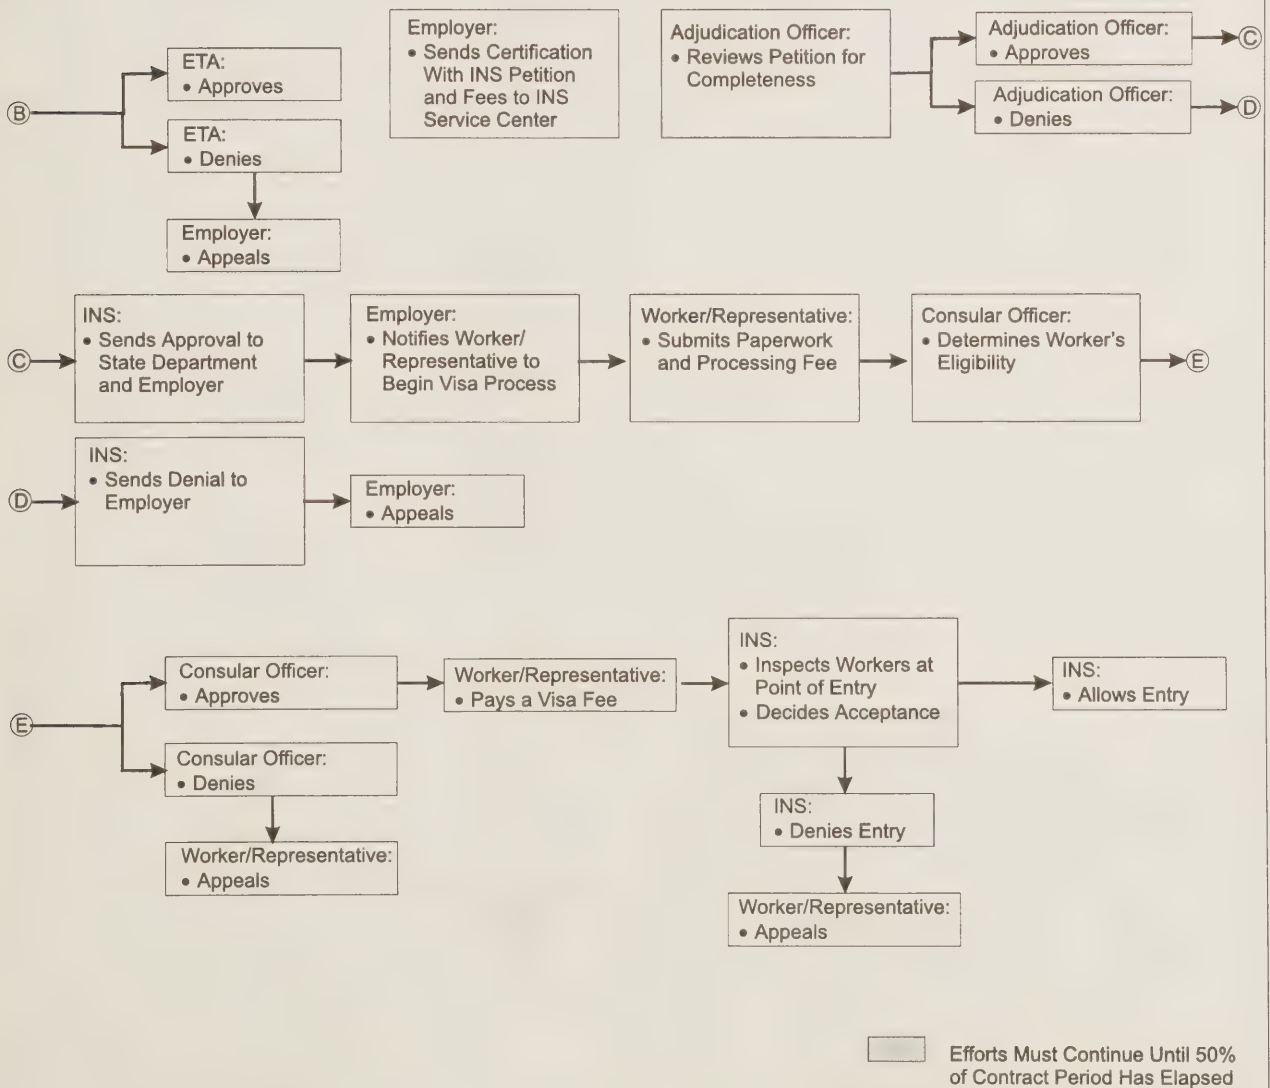 Ⓑ
ETA:
• Approves
ETA:
• Denies
Employer:
• Appeals
Employer:
• Sends Certification
With INS Petition
and Fees to INS
Service Center
Adjudication Officer:
• Reviews Petition for
Completeness
Adjudication Officer:
• Approves
Ⓒ
Adjudication Officer:
• Denies
Ⓓ
Ⓒ
INS:
• Sends Approval to
State Department
and Employer
Employer:
• Notifies Worker/
Representative to
Begin Visa Process
Worker/Representative:
• Submits Paperwork
and Processing Fee
Consular Officer:
• Determines Worker's
Eligibility
Ⓔ
Ⓓ
INS:
• Sends Denial to
Employer
Employer:
• Appeals
Ⓔ
Consular Officer:
• Approves
Consular Officer:
• Denies
Worker/Representative:
• Appeals
Worker/Representative:
• Pays a Visa Fee
INS:
• Inspects Workers at
Point of Entry
• Decides Acceptance
INS:
• Allows Entry
INS:
• Denies Entry
Worker/Representative:
• Appeals
Efforts Must Continue Until 50%
of Contract Period Has Elapsed